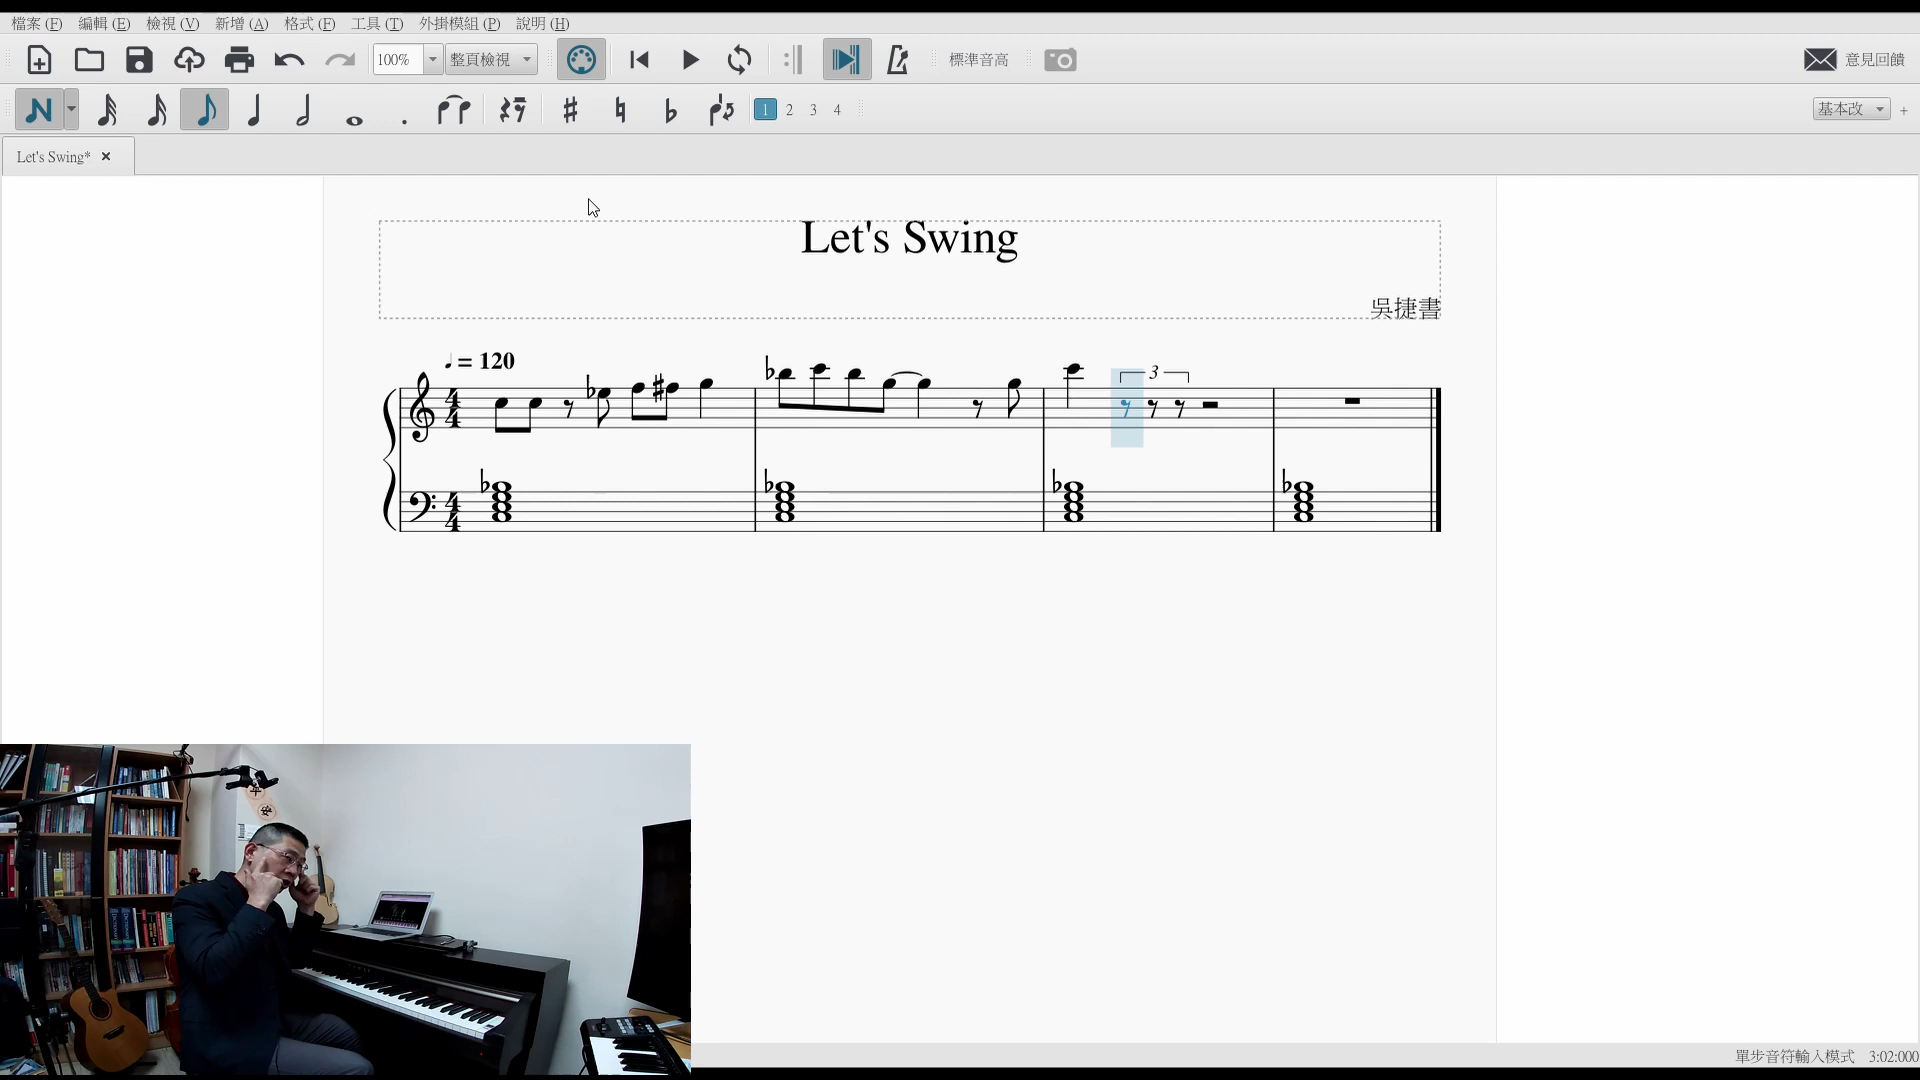 檔案 (F) 編輯 (E) 檢視 (V) 新增 (A) 格式 (F) 工具 (T) 外掛模組 (P) 說明 (H)
100% 整頁檢視 標準音高 意見回饋
1 2 3 4 基本改 +
Let's Swing*
Let's Swing
吳捷書
= 120
3
平
安
單步音符輸入模式 3:02:000